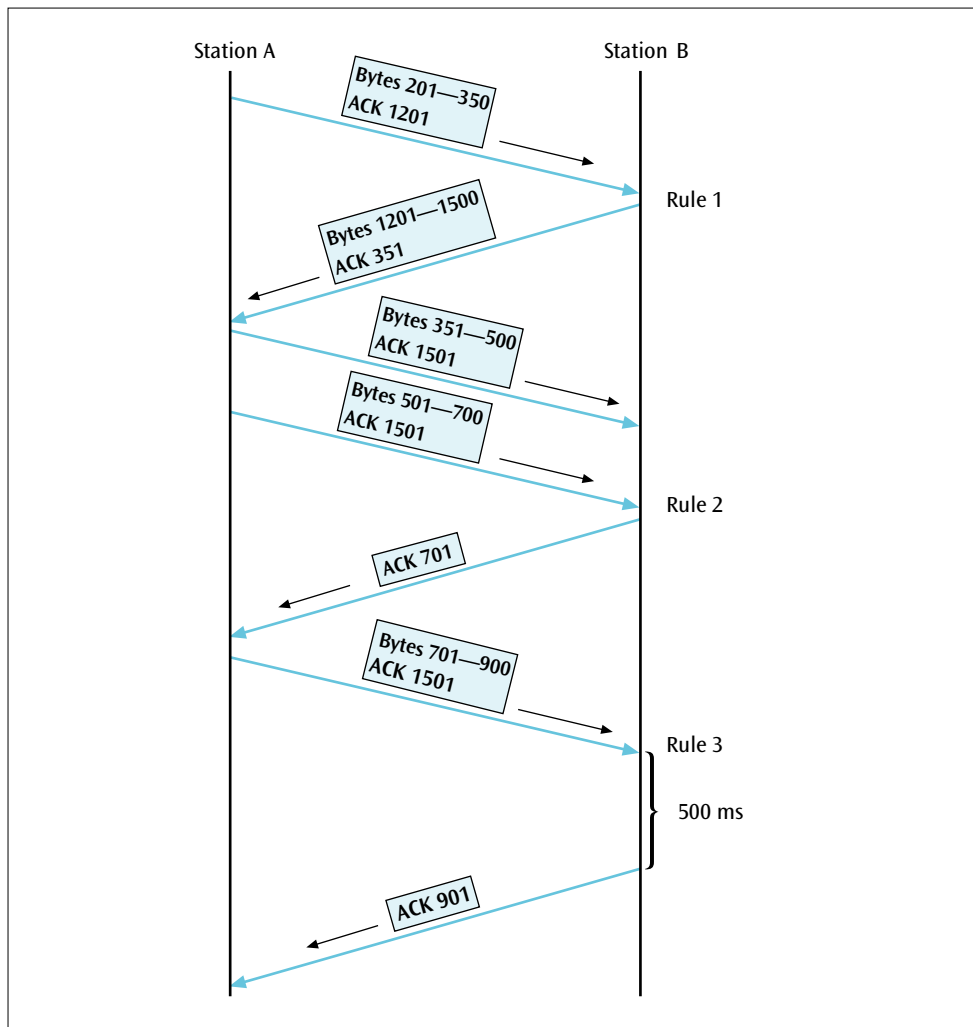 Station A
Station B
Bytes 201—350
ACK 1201
Rule 1
Bytes 1201—1500
ACK 351
Bytes 351—500
ACK 1501
Bytes 501—700
ACK 1501
Rule 2
ACK 701
Bytes 701—900
ACK 1501
Rule 3
500 ms
ACK 901